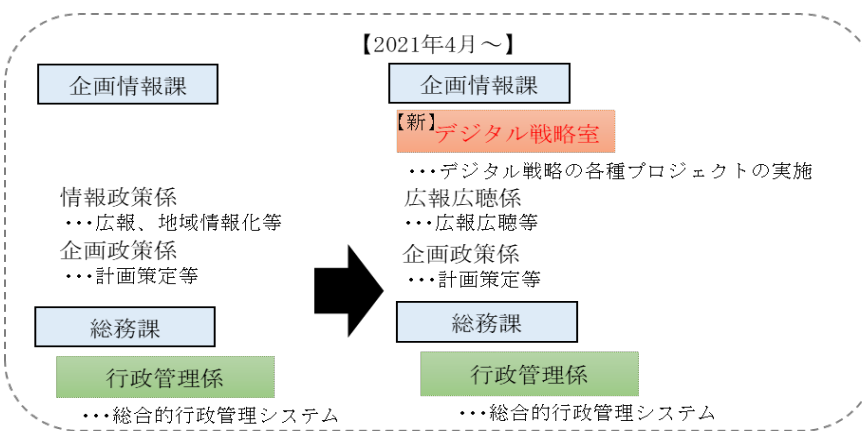 【2021年4月～】
企画情報課
情報政策係
･･･広報、地域情報化等
企画政策係
･･･計画策定等
総務課
行政管理係
･･･総合的行政管理システム
企画情報課
【新】デジタル戦略室
･･･デジタル戦略の各種プロジェクトの実施
広報広聴係
･･･広報広聴等
企画政策係
･･･計画策定等
総務課
行政管理係
･･･総合的行政管理システム